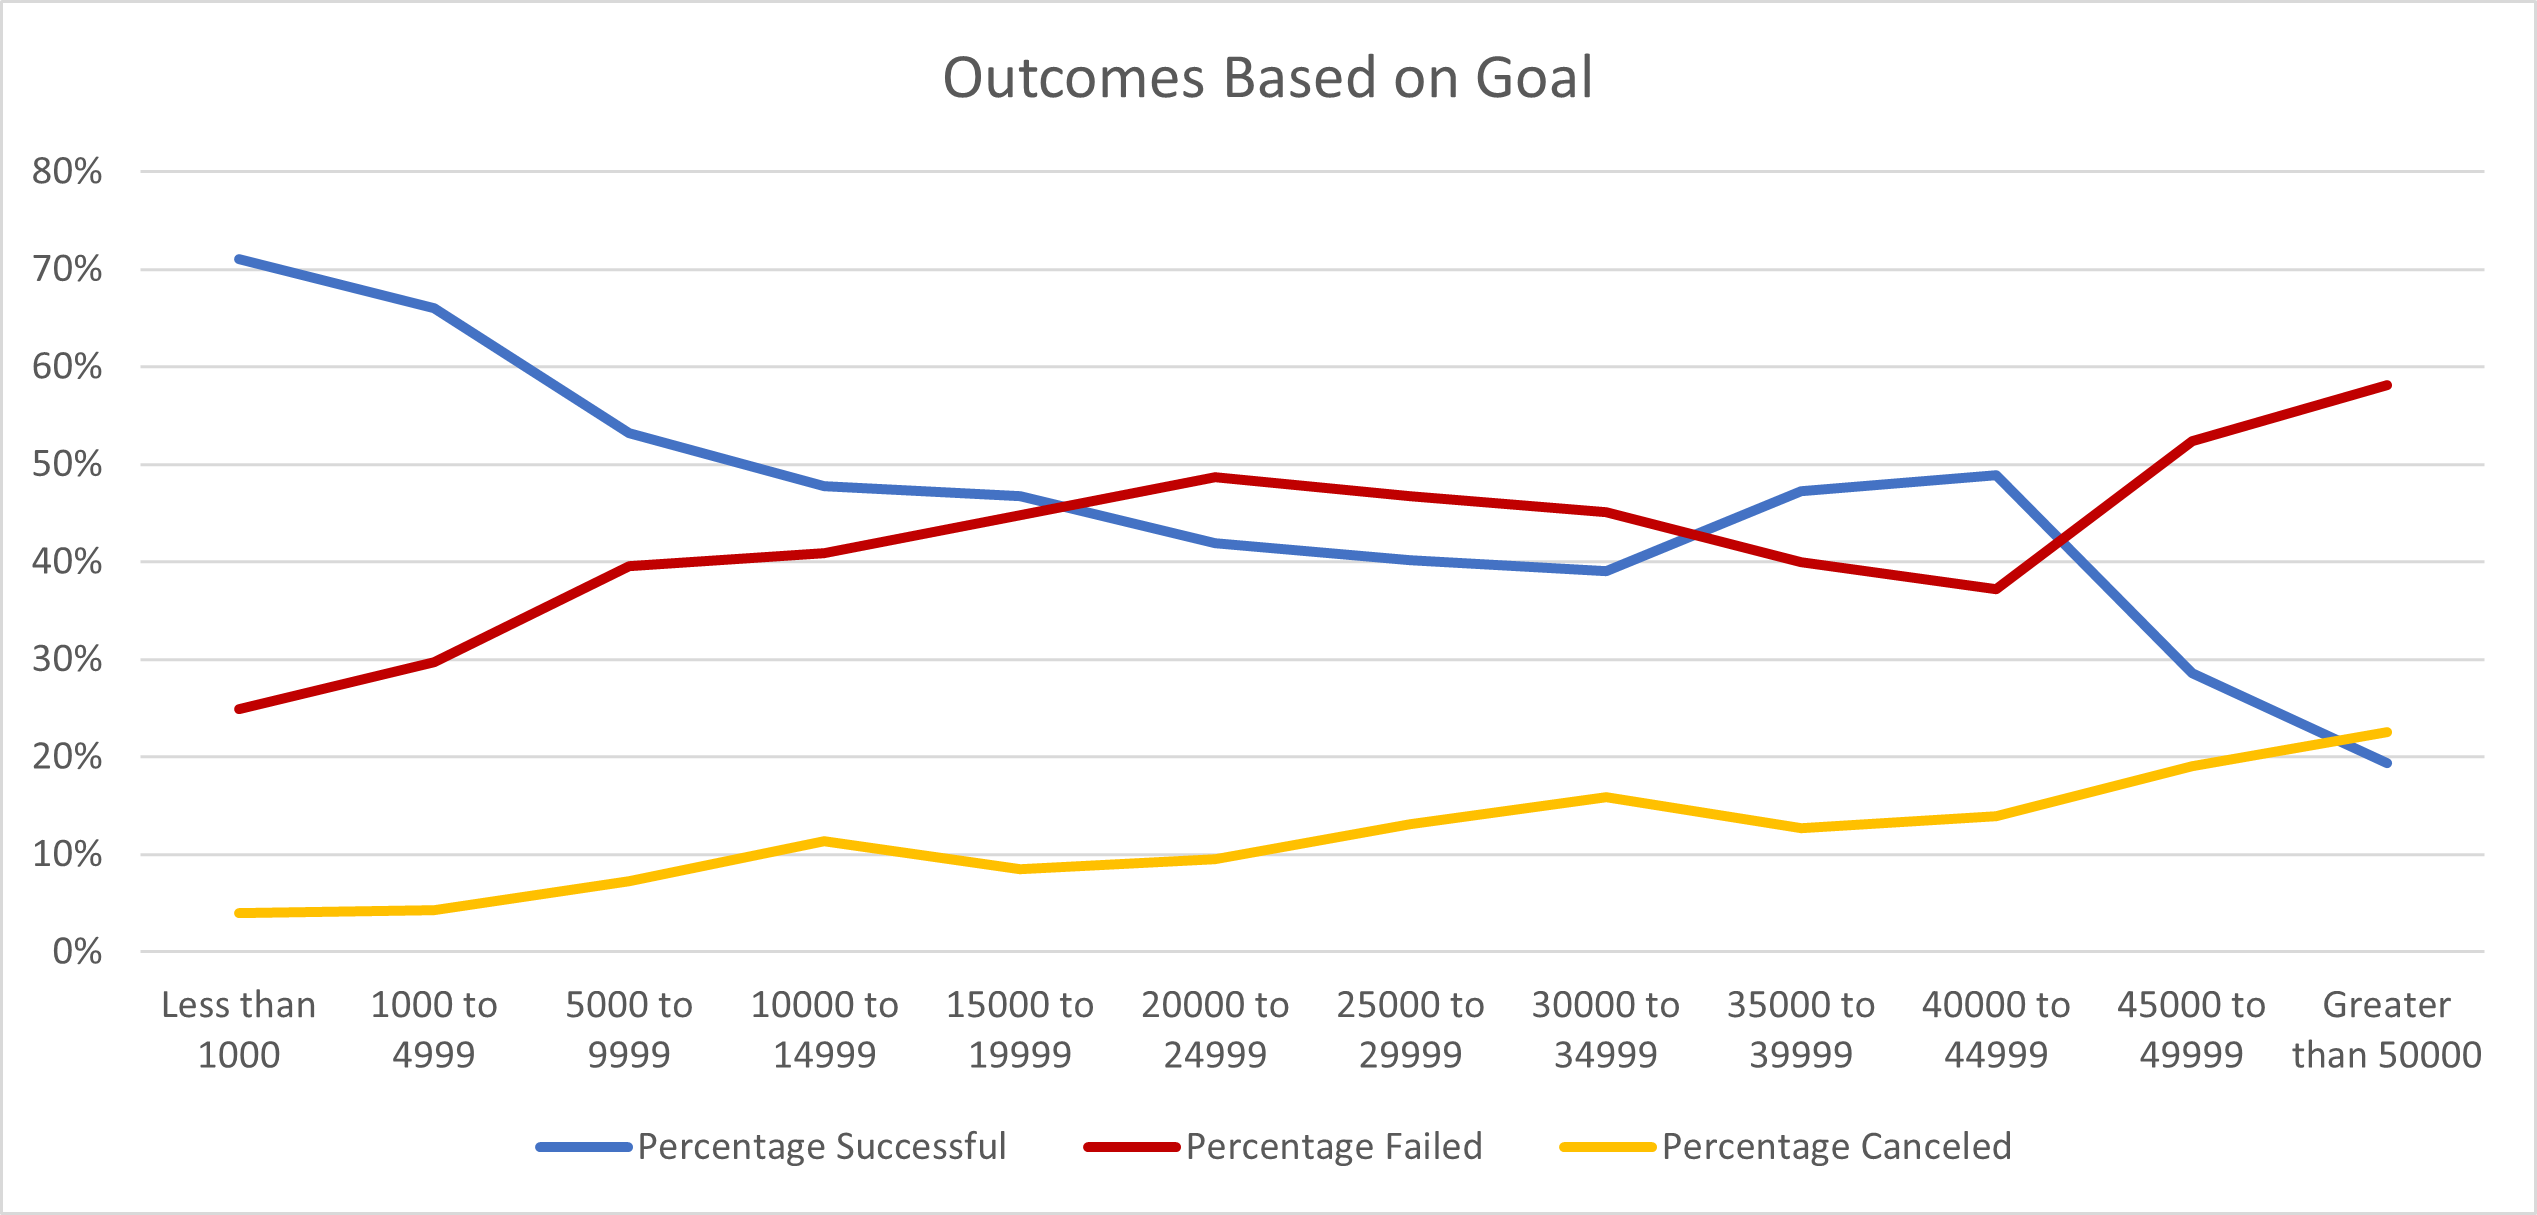 Outcomes Based on Goal
80%
70%
60%
50%
40%
30%
20%
10%
0%
Less than 1000 to 5000 to 10000 to 15000 to 20000 to 25000 to 30000 to 35000 to 40000 to 45000 to Greater
1000 4999 9999 14999 19999 24999 29999 34999 39999 44999 49999 than 50000
Percentage Successful Percentage Failed Percentage Canceled